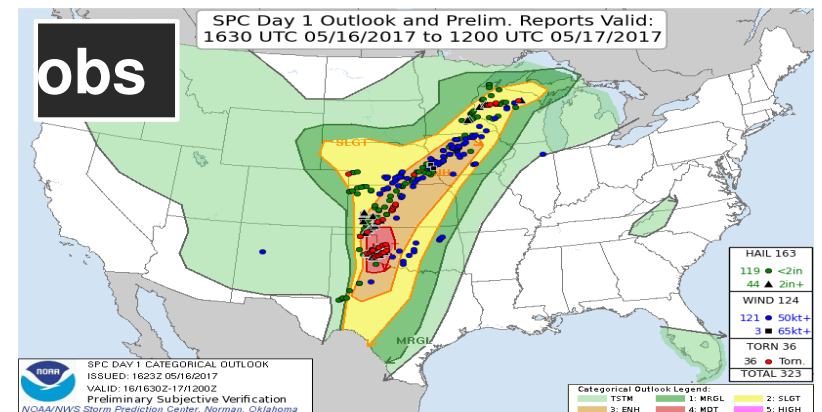 SPC Day 1 Outlook and Prelim. Reports Valid:
1630 UTC 05/16/2017 to 1200 UTC 05/17/2017
obs
SLGT
MRGL
HAIL 163
119 <2in
44 2in+
WIND 124
121 50kt+
3 65kt+
TORN 36
36 Torn.
TOTAL 323
NOAA
SPC DAY 1 CATEGORICAL OUTLOOK
ISSUED: 1623Z 05/16/2017
VALID: 16/1630Z-17/1200Z
Preliminary Subjective Verification
NOAA/NWS Storm Prediction Center, Norman, Oklahoma
Categorical Outlook Legend:
TSTM 1: MRGL 2: SLGT
3: ENH 4: MDT 5: HIGH